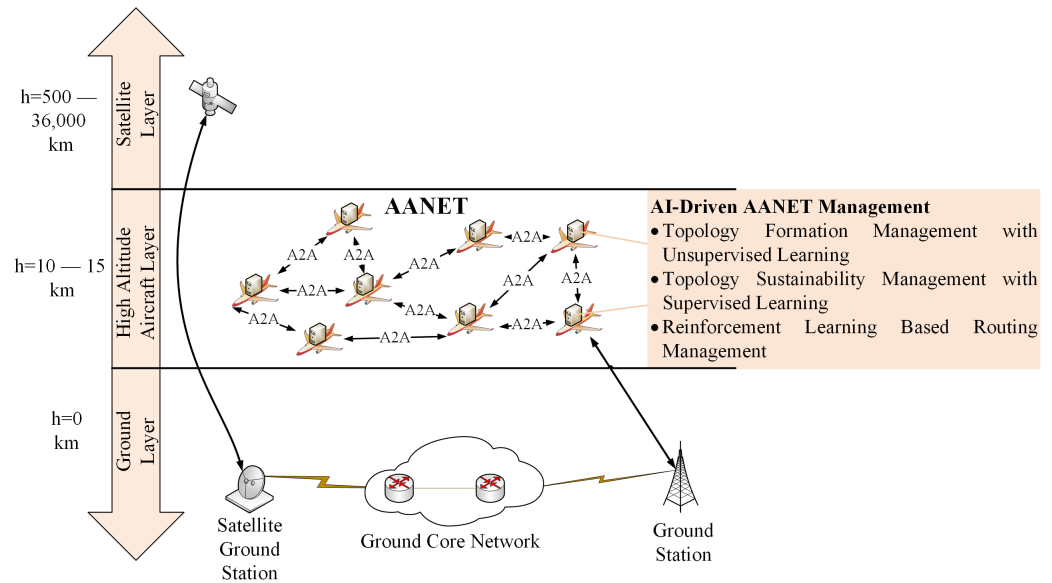 h=500 —
36,000
km
Satellite
Layer
AANET
AI-Driven AANET Management
●Topology Formation Management with
Unsupervised Learning
●Topology Sustainability Management with
Supervised Learning
●Reinforcement Learning Based Routing
Management
h=10 — 15
km
High Altitude
Aircraft Layer
A2A
A2A
A2A
A2A
A2A
A2A
A2A
A2A
A2A
A2A
A2A
A2A
h=0
km
Ground
Layer
Satellite
Ground
Station
Ground Core Network
Ground
Station